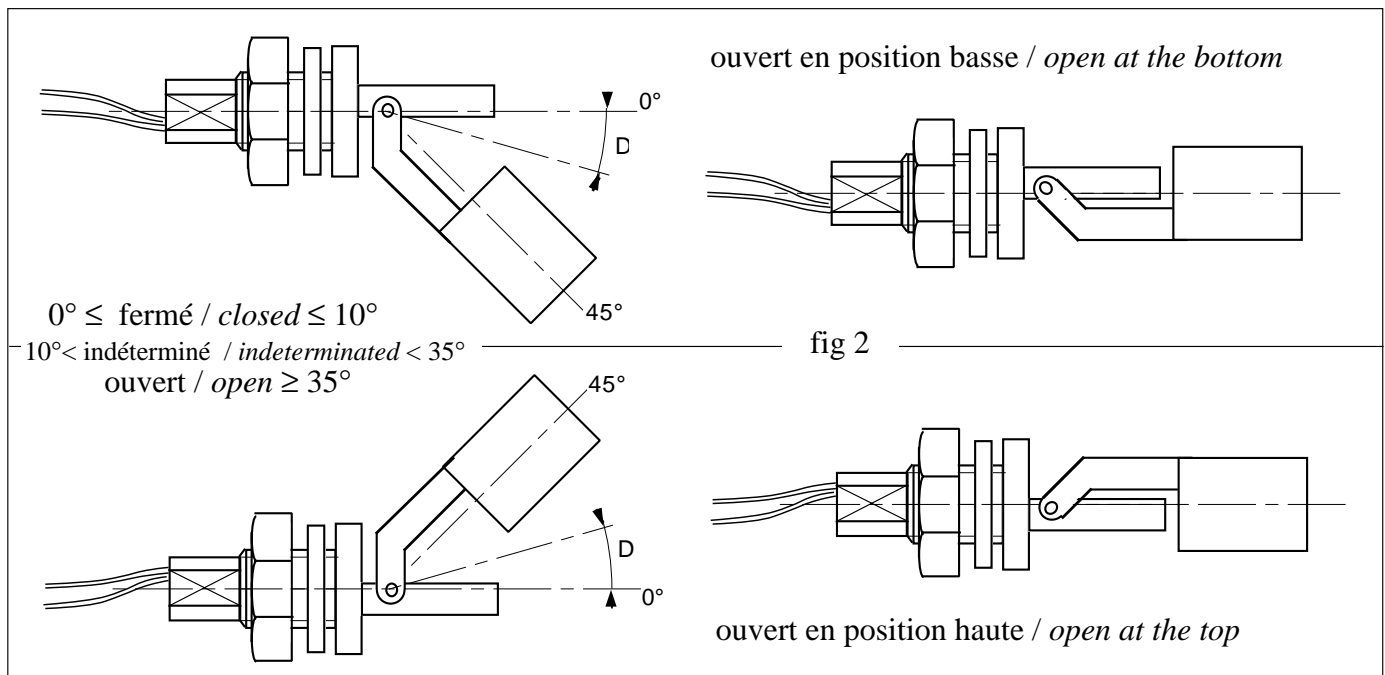 ouvert en position basse / open at the bottom
0°
D
45°
0° ≤ fermé / closed ≤ 10°
10°< indéterminé / indeterminated < 35°
ouvert / open ≥ 35°
fig 2
45°
D
0°
ouvert en position haute / open at the top